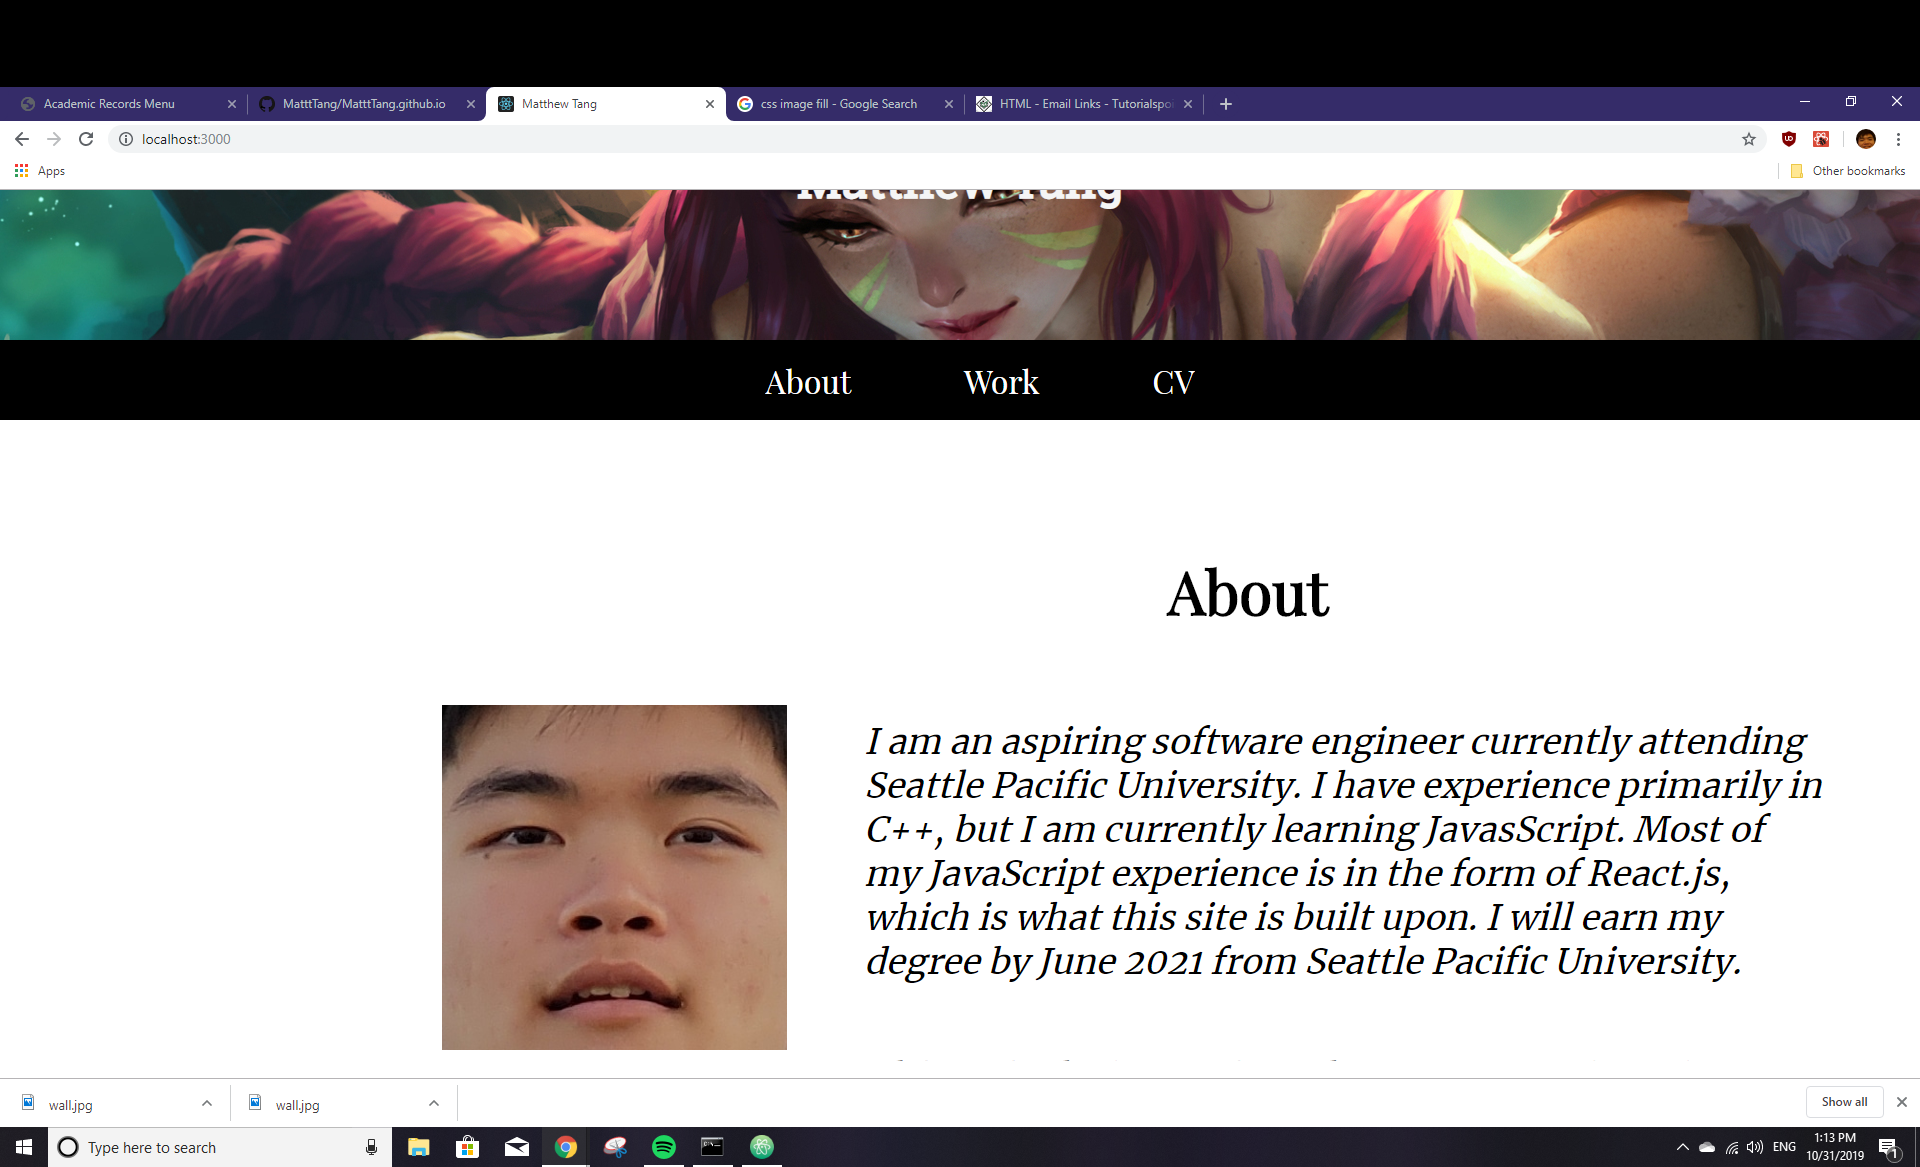 Academic Records Menu
MatttTang/MatttTang.github.io
Matthew Tang
css image fill - Google Search
HTML - Email Links - Tutorialspoi
localhost:3000
Apps
Other bookmarks
Matthew Tang
About Work CV
About
I am an aspiring software engineer currently attending
Seattle Pacific University. I have experience primarily in
C++, but I am currently learning JavasScript. Most of
my JavaScript experience is in the form of React.js,
which is what this site is built upon. I will earn my
degree by June 2021 from Seattle Pacific University.
wall.jpg
wall.jpg
Show all
Type here to search
ENG
1:13 PM
10/31/2019
1